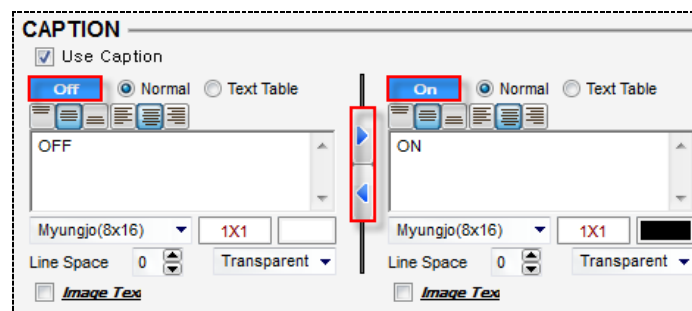 CAPTION
Use Caption
Off Normal Text Table
OFF
Myungjo(8x16) 1X1
Line Space 0 Transparent
Image Tex
On Normal Text Table
ON
Myungjo(8x16) 1X1
Line Space 0 Transparent
Image Tex